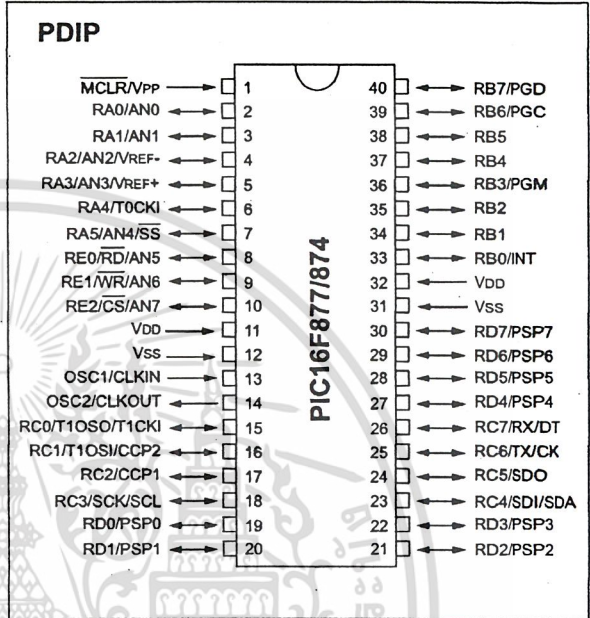 PDIP
MCLR/VPP 1 40 RB7/PGD
RA0/AN0 2 39 RB6/PGC
RA1/AN1 3 38 RB5
RA2/AN2/VREF- 4 37 RB4
RA3/AN3/VREF+ 5 36 RB3/PGM
RA4/T0CKI 6 35 RB2
RA5/AN4/SS 7 34 RB1
RE0/RD/AN5 8 33 RB0/INT
RE1/WR/AN6 9 32 VDD
RE2/CS/AN7 10 31 VSS
VDD 11 30 RD7/PSP7
VSS 12 29 RD6/PSP6
OSC1/CLKIN 13 28 RD5/PSP5
OSC2/CLKOUT 14 27 RD4/PSP4
RC0/T1OSO/T1CKI 15 26 RC7/RX/DT
RC1/T1OSI/CCP2 16 25 RC6/TX/CK
RC2/CCP1 17 24 RC5/SDO
RC3/SCK/SCL 18 23 RC4/SDI/SDA
RD0/PSP0 19 22 RD3/PSP3
RD1/PSP1 20 21 RD2/PSP2
PIC16F877/874